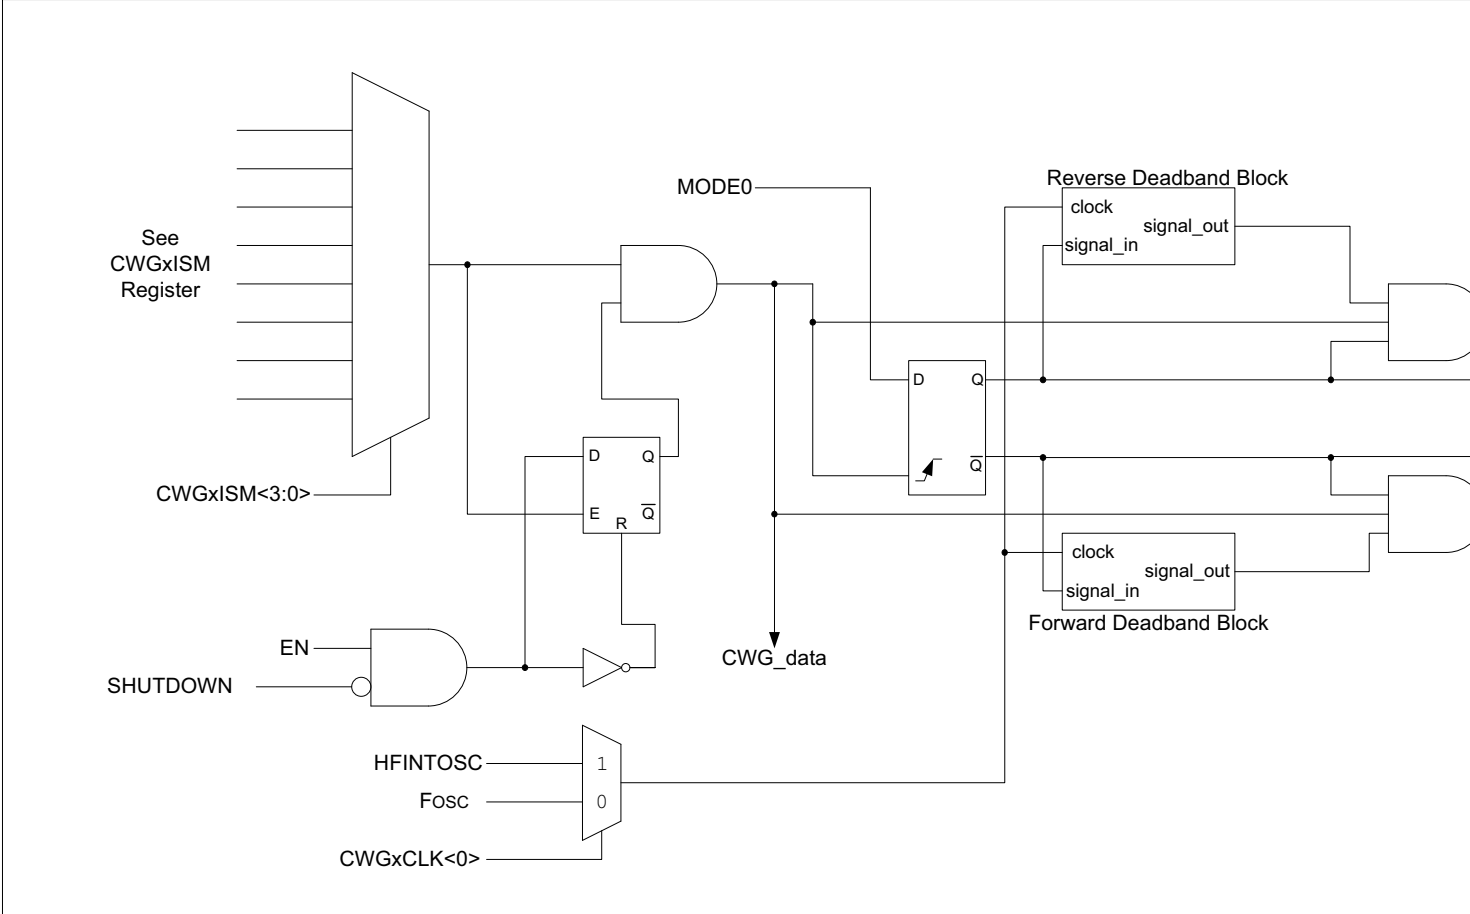 MODE0
Reverse Deadband Block
clock
signal_out
signal_in
See
CWGxISM
Register
D
Q
Q̅
D
Q
E
Q̅
R
CWGxISM<3:0>
clock
signal_out
signal_in
Forward Deadband Block
EN
SHUTDOWN
CWG_data
HFINTOSC
1
FOSC
0
CWGxCLK<0>